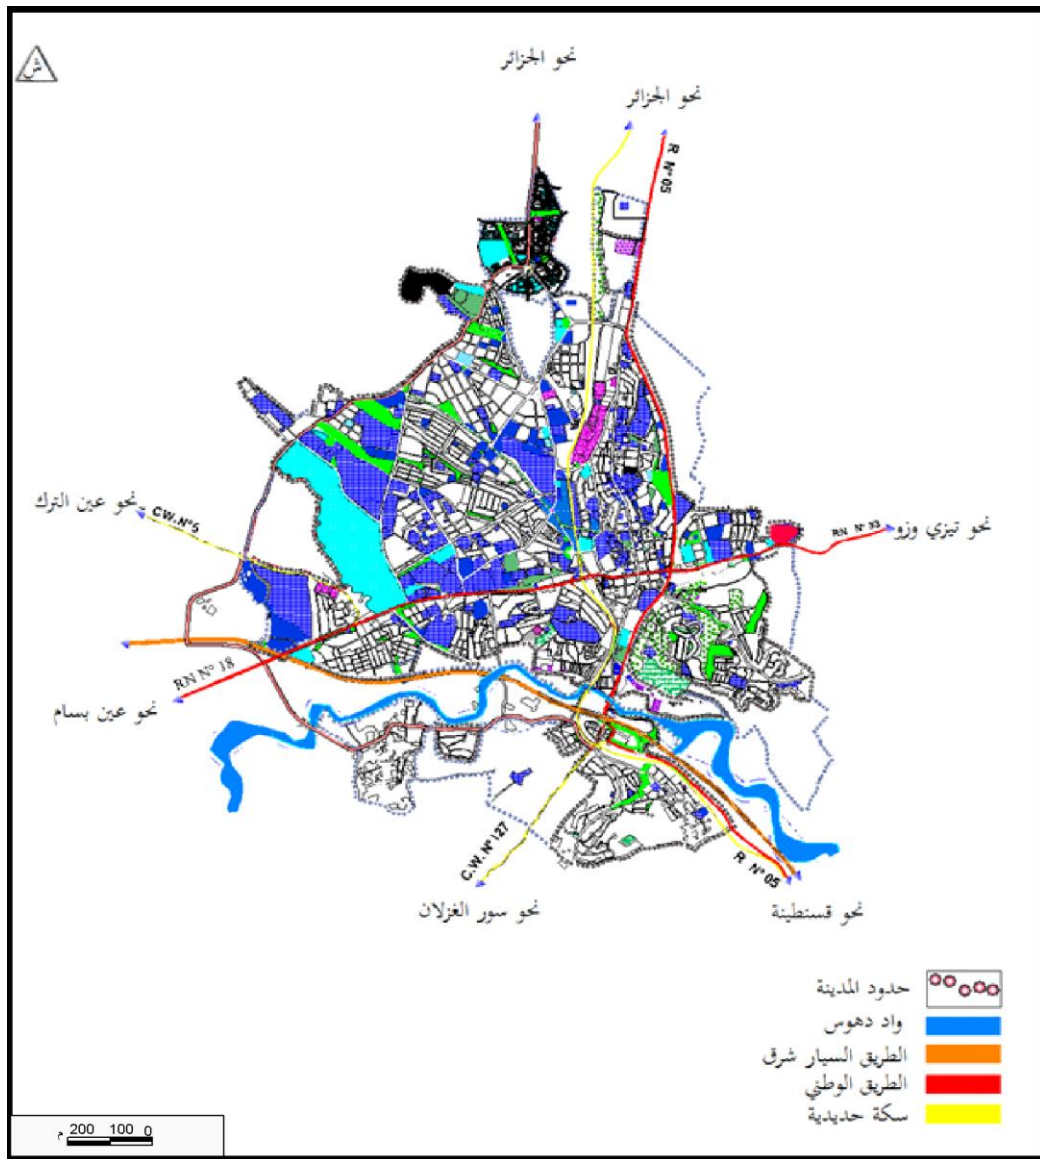 نحو الجزائر
ش
نحو الجزائر
R N° 05
نحو عين الترك
CW.N°5
نحو تيزي وزو
RN N° 33
RN N° 18
نحو عين بسام
C.W.N°127
R N° 05
نحو سور الغزلان
نحو قسنطينة
حدود المدينة
واد دهوس
الطريق السيار شرق
الطريق الوطني
سكة حديدية
200 100 0 م